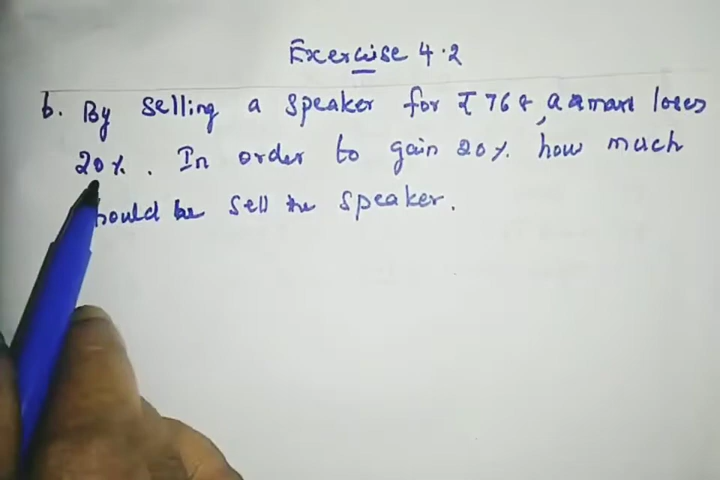 Exercise 4.2
6. By selling a speaker for ₹ 768, a man loses
20%. In order to gain 20% how much
hould he sell the speaker.